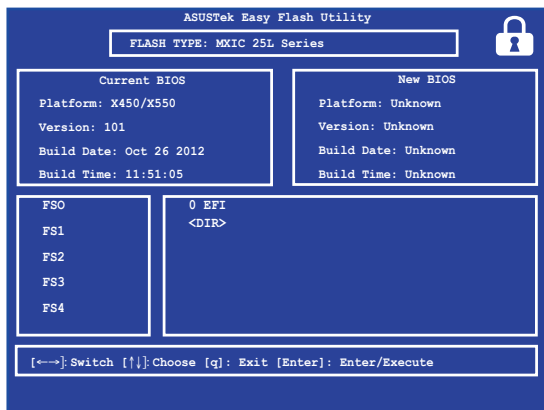 ASUSTek Easy Flash Utility
FLASH TYPE: MXIC 25L Series
Current BIOS
Platform: X450/X550
Version: 101
Build Date: Oct 26 2012
Build Time: 11:51:05
New BIOS
Platform: Unknown
Version: Unknown
Build Date: Unknown
Build Time: Unknown
FSO
FS1
FS2
FS3
FS4
0 EFI
<DIR>
[←→]: Switch [↑↓]: Choose [q]: Exit [Enter]: Enter/Execute